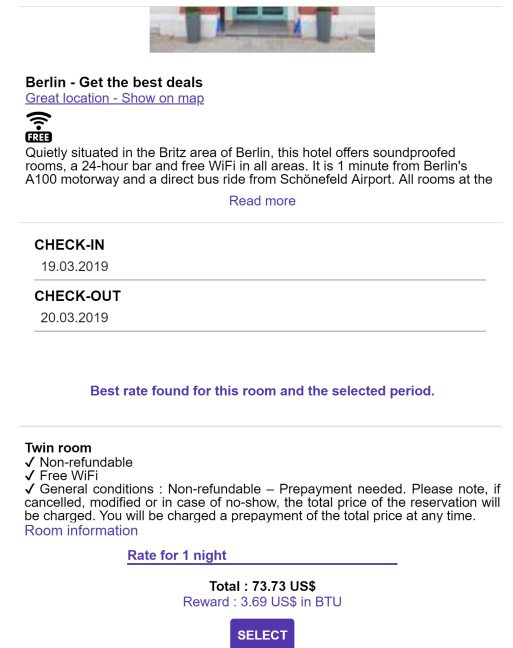 Berlin - Get the best deals
Great location - Show on map
FREE
Quietly situated in the Britz area of Berlin, this hotel offers soundproofed
rooms, a 24-hour bar and free WiFi in all areas. It is 1 minute from Berlin's
A100 motorway and a direct bus ride from Schönefeld Airport. All rooms at the
Read more
CHECK-IN
19.03.2019
CHECK-OUT
20.03.2019
Best rate found for this room and the selected period.
Twin room
✓ Non-refundable
✓ Free WiFi
✓ General conditions : Non-refundable – Prepayment needed. Please note, if
cancelled, modified or in case of no-show, the total price of the reservation will
be charged. You will be charged a prepayment of the total price at any time.
Room information
Rate for 1 night
Total : 73.73 US$
Reward : 3.69 US$ in BTU
SELECT